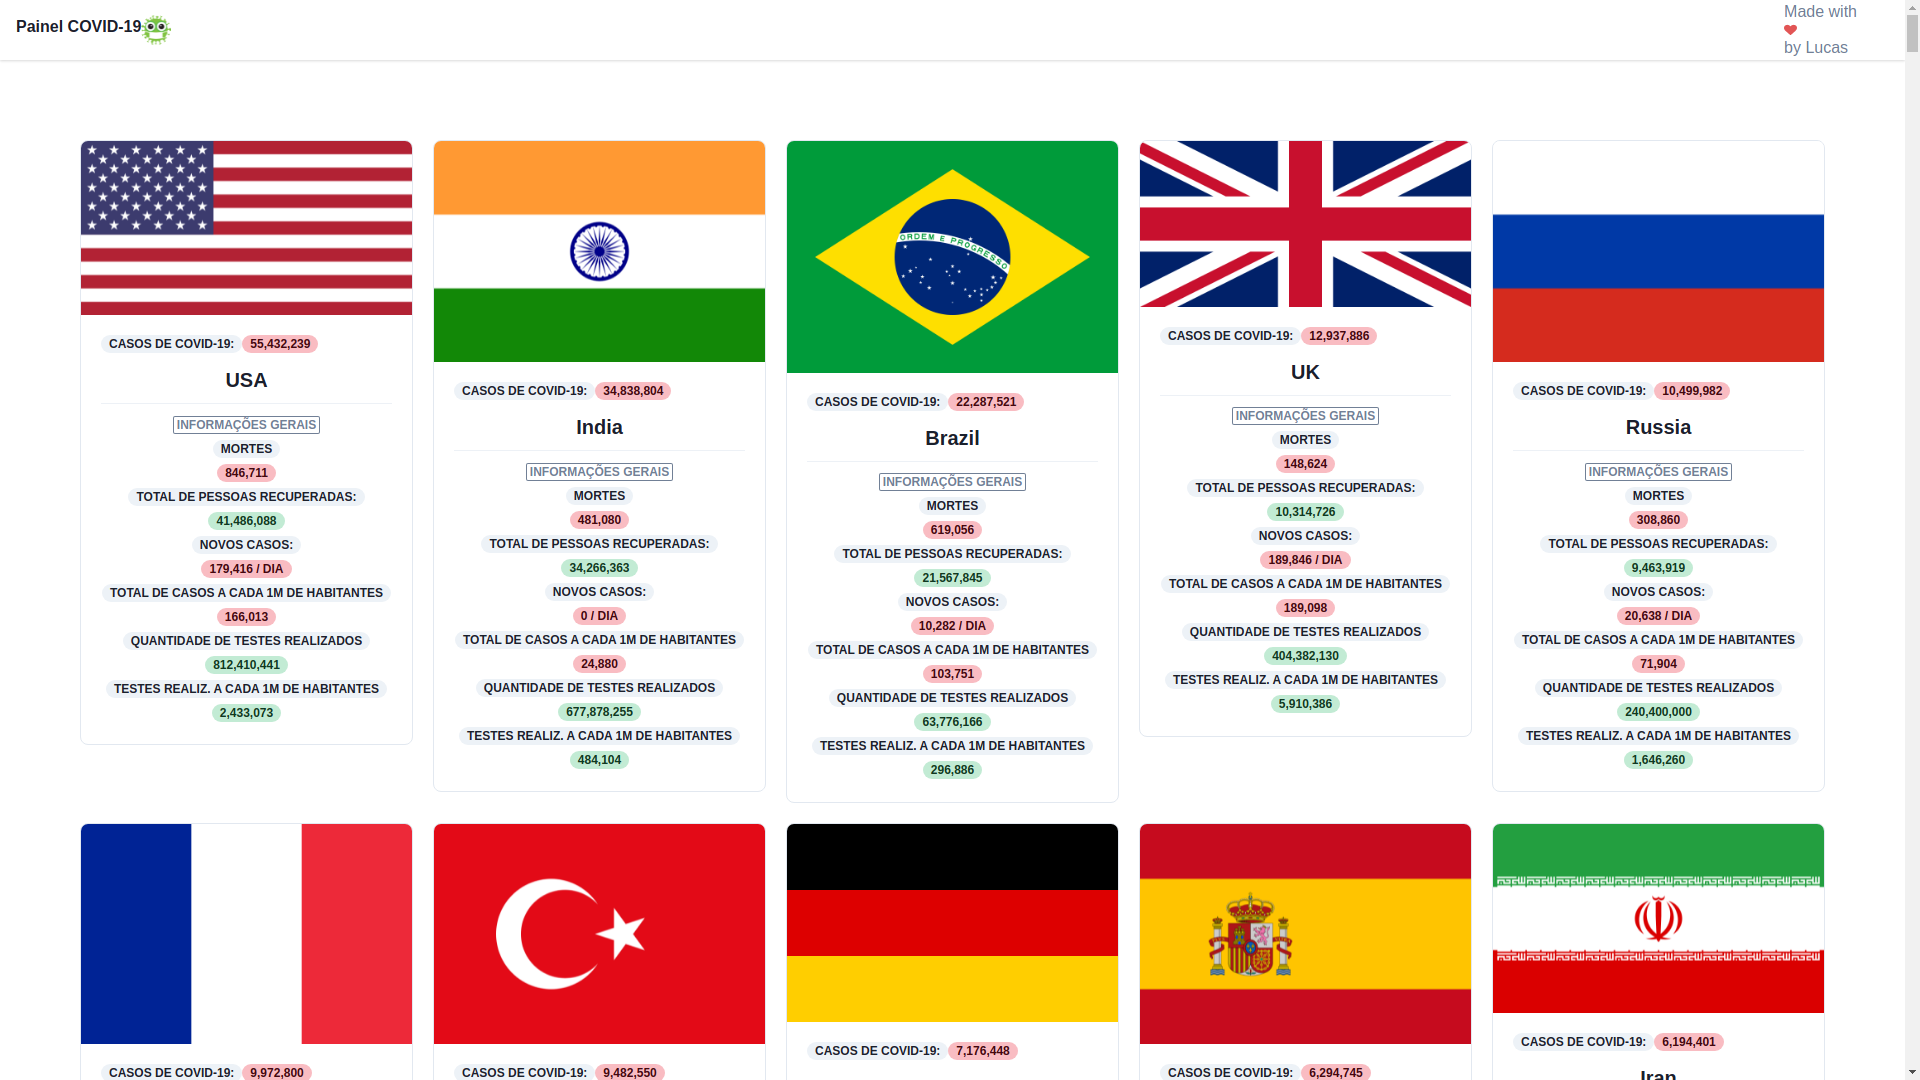 Painel COVID-19
Made with
by Lucas
CASOS DE COVID-19: 55,432,239
USA
INFORMAÇÕES GERAIS
MORTES
846,711
TOTAL DE PESSOAS RECUPERADAS:
41,486,088
NOVOS CASOS:
179,416 / DIA
TOTAL DE CASOS A CADA 1M DE HABITANTES
166,013
QUANTIDADE DE TESTES REALIZADOS
812,410,441
TESTES REALIZ. A CADA 1M DE HABITANTES
2,433,073
CASOS DE COVID-19: 34,838,804
India
INFORMAÇÕES GERAIS
MORTES
481,080
TOTAL DE PESSOAS RECUPERADAS:
34,266,363
NOVOS CASOS:
0 / DIA
TOTAL DE CASOS A CADA 1M DE HABITANTES
24,880
QUANTIDADE DE TESTES REALIZADOS
677,878,255
TESTES REALIZ. A CADA 1M DE HABITANTES
484,104
ORDEM E PROGRESSO
CASOS DE COVID-19: 22,287,521
Brazil
INFORMAÇÕES GERAIS
MORTES
619,056
TOTAL DE PESSOAS RECUPERADAS:
21,567,845
NOVOS CASOS:
10,282 / DIA
TOTAL DE CASOS A CADA 1M DE HABITANTES
103,751
QUANTIDADE DE TESTES REALIZADOS
63,776,166
TESTES REALIZ. A CADA 1M DE HABITANTES
296,886
CASOS DE COVID-19: 12,937,886
UK
INFORMAÇÕES GERAIS
MORTES
148,624
TOTAL DE PESSOAS RECUPERADAS:
10,314,726
NOVOS CASOS:
189,846 / DIA
TOTAL DE CASOS A CADA 1M DE HABITANTES
189,098
QUANTIDADE DE TESTES REALIZADOS
404,382,130
TESTES REALIZ. A CADA 1M DE HABITANTES
5,910,386
CASOS DE COVID-19: 10,499,982
Russia
INFORMAÇÕES GERAIS
MORTES
308,860
TOTAL DE PESSOAS RECUPERADAS:
9,463,919
NOVOS CASOS:
20,638 / DIA
TOTAL DE CASOS A CADA 1M DE HABITANTES
71,904
QUANTIDADE DE TESTES REALIZADOS
240,400,000
TESTES REALIZ. A CADA 1M DE HABITANTES
1,646,260
CASOS DE COVID-19: 9,972,800
CASOS DE COVID-19: 9,482,550
CASOS DE COVID-19: 7,176,448
CASOS DE COVID-19: 6,294,745
CASOS DE COVID-19: 6,194,401
Iran